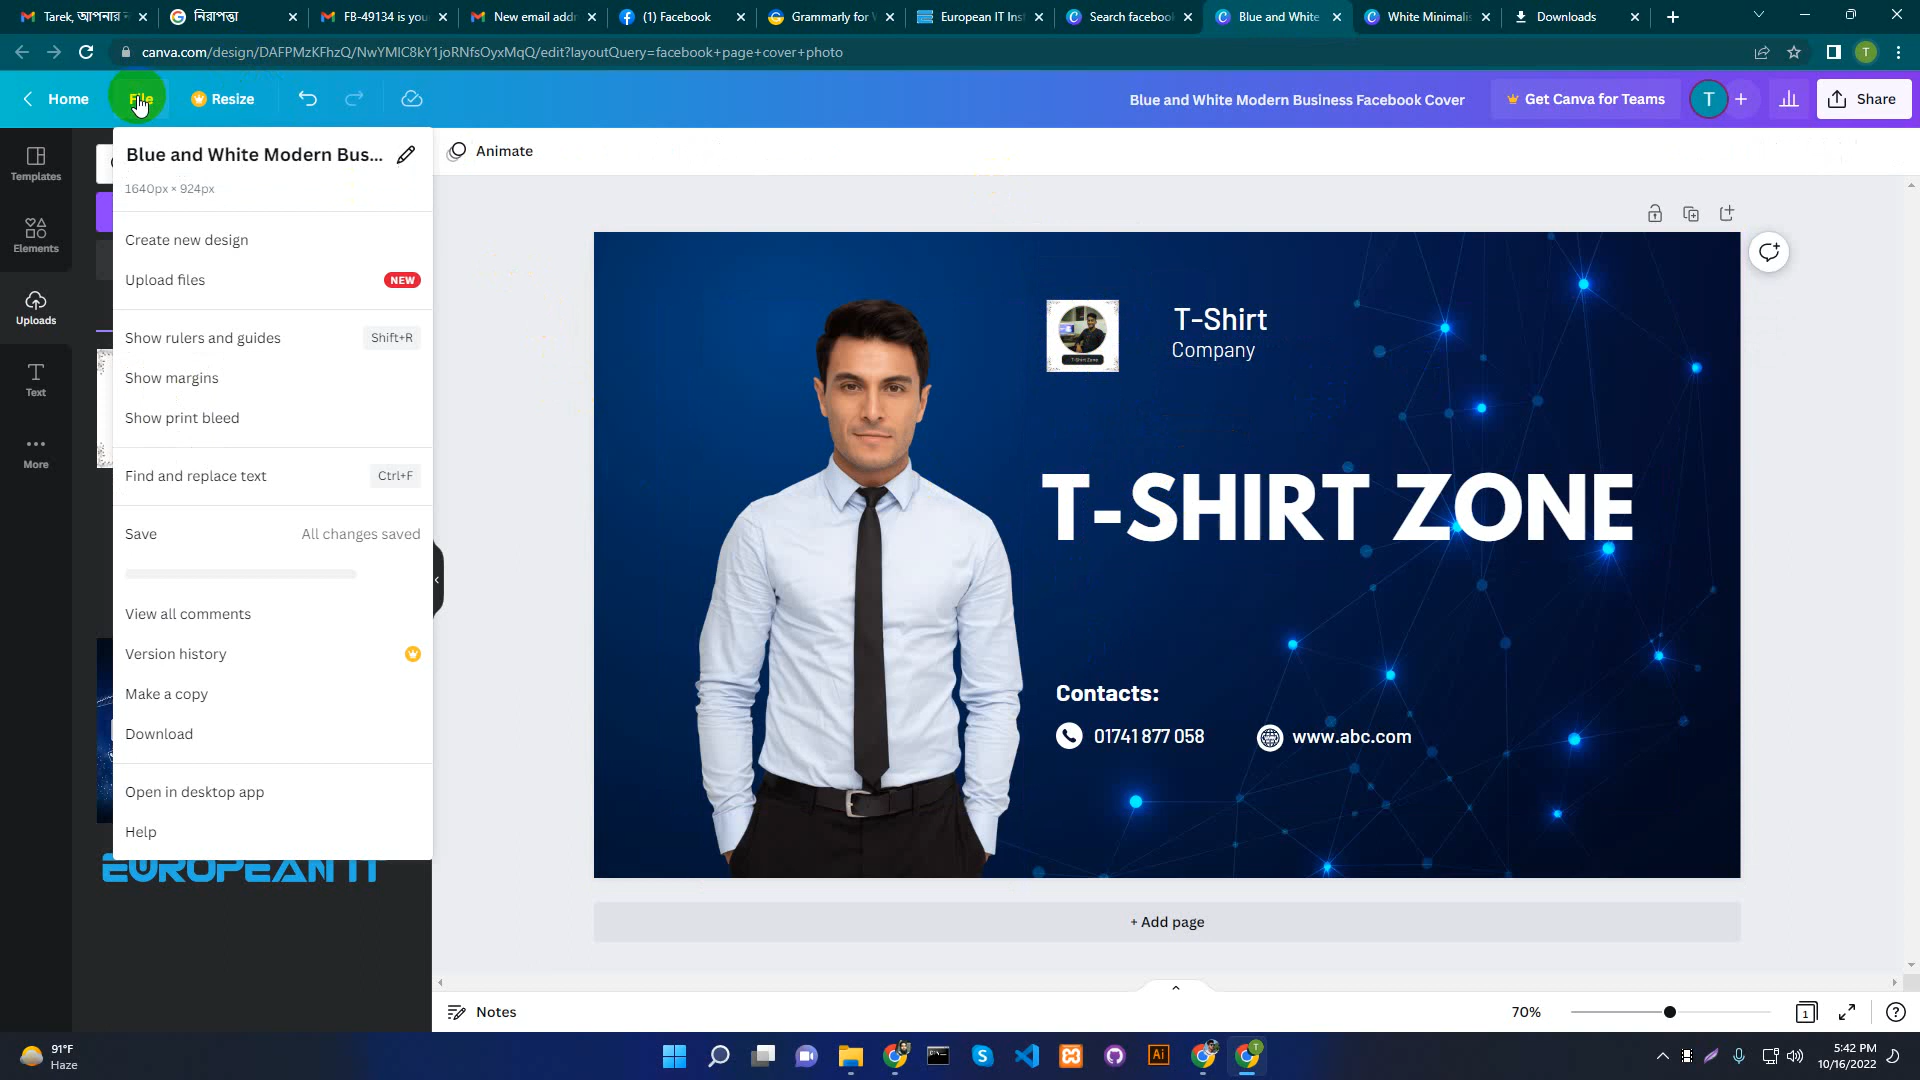 Tarek, আপনার
নিরাপত্তা
FB-49134 is you
New email addr
(1) Facebook
Grammarly for
European IT Ins
Search faceboo
Blue and White
White Minimalis
Downloads
canva.com/design/DAFPMzKFhzQ/NwYMlC8kY1joRNfsOyxMqQ/edit?layoutQuery=facebook+page+cover+photo
T
Home
File
Resize
Blue and White Modern Business Facebook Cover
Get Canva for Teams
T
Share
Templates
Elements
Uploads
Text
More
Blue and White Modern Bus...
1640px × 924px
Create new design
Upload files NEW
Show rulers and guides Shift+R
Show margins
Show print bleed
Find and replace text Ctrl+F
Save All changes saved
View all comments
Version history
Make a copy
Download
Open in desktop app
Help
EUROPEAN IT
Animate
T-Shirt
Company
T-Shirt Zone
T-SHIRT ZONE
Contacts:
01741 877 058
www.abc.com
+ Add page
Notes
70%
1
91°F
Haze
Ai
T
5:42 PM
10/16/2022